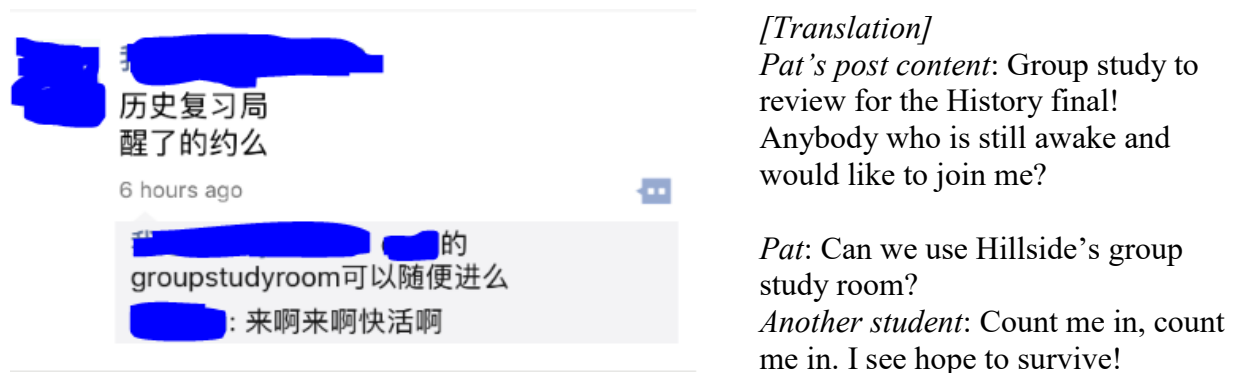 历史复习局
醒了的约么
6 hours ago
的
groupstudyroom可以随便进么
: 来啊来啊快活啊
[Translation]
Pat’s post content: Group study to
review for the History final!
Anybody who is still awake and
would like to join me?
Pat: Can we use Hillside’s group
study room?
Another student: Count me in, count
me in. I see hope to survive!